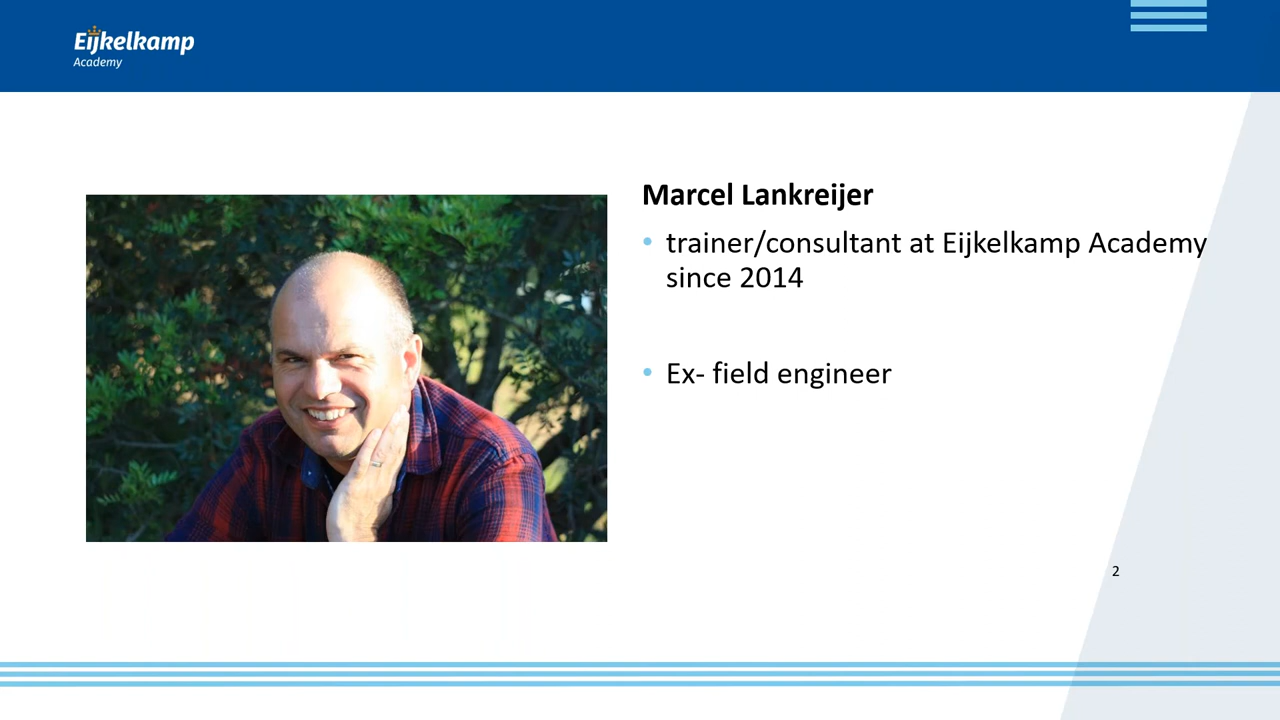 Eijkelkamp
Academy
Marcel Lankreijer
• trainer/consultant at Eijkelkamp Academy
since 2014
• Ex- field engineer
2